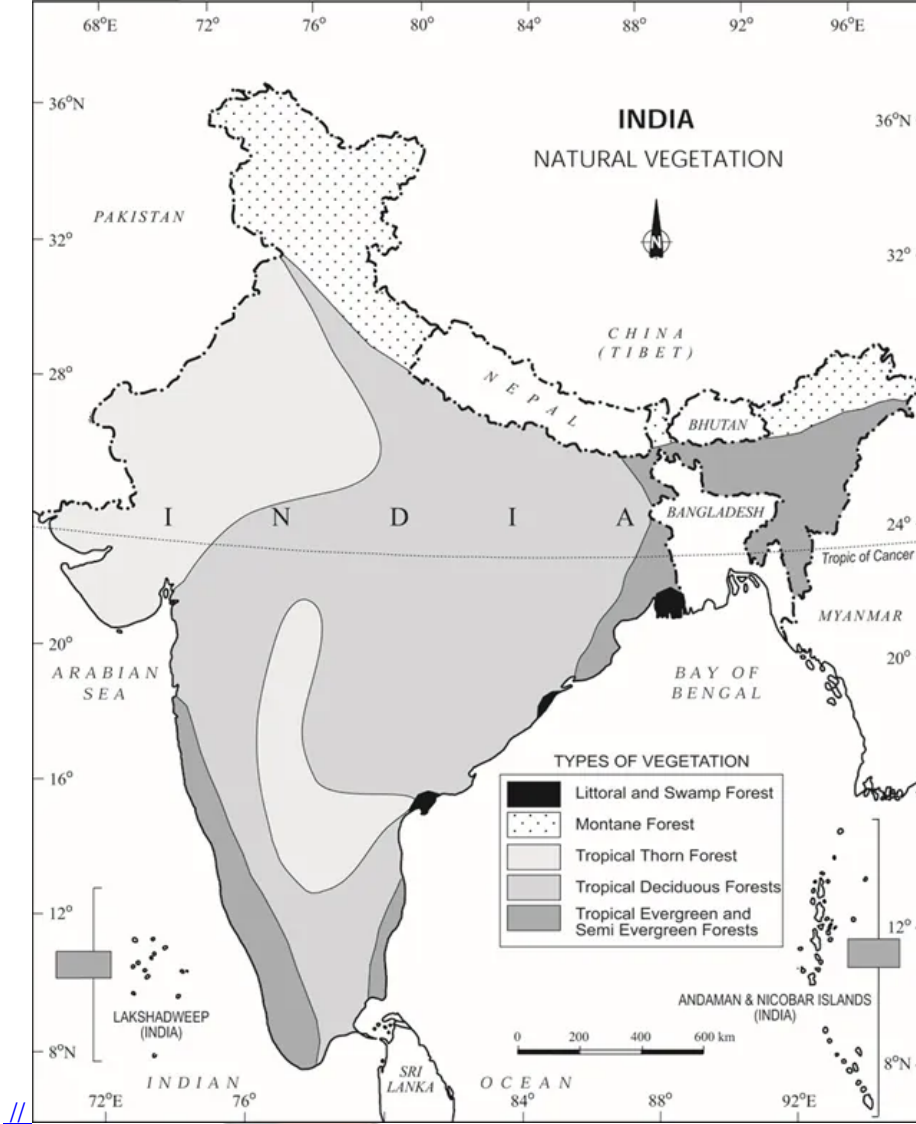 68°E 72° 76° 80° 84° 88° 92° 96°E
36°N
INDIA
36°N
NATURAL VEGETATION
PAKISTAN
N
32°
32°
CHINA
(TIBET)
28°
NEPAL
BHUTAN
I N D I A
BANGLADESH
24°
24°
Tropic of Cancer
MYANMAR
20°
20°
ARABIAN
SEA
BAY OF
BENGAL
16°
TYPES OF VEGETATION
Littoral and Swamp Forest
Montane Forest
Tropical Thorn Forest
Tropical Deciduous Forests
Tropical Evergreen and
Semi Evergreen Forests
12°
12°
LAKSHADWEEP
(INDIA)
ANDAMAN & NICOBAR ISLANDS
(INDIA)
0 200 400 600 km
8°N
8°N
SRI
LANKA
INDIAN OCEAN
72°E 76° 84° 88° 92°E
//